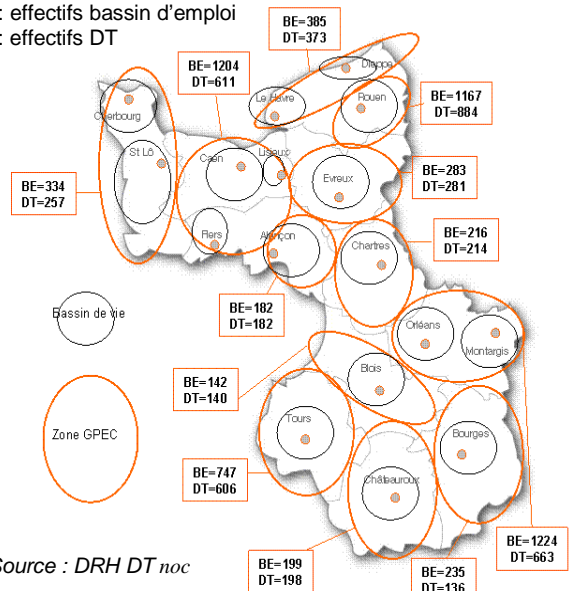 : effectifs bassin d'emploi
: effectifs DT
BE=385
DT=373
BE=1204
DT=611
Dieppe
Le Havre
Rouen
BE=1167
DT=884
Cherbourg
St Lô
Caen
Lisieux
Evreux
BE=283
DT=281
BE=334
DT=257
Flers
Alençon
Chartres
BE=216
DT=214
BE=182
DT=182
Bassin de vie
Orléans
Montargis
Blois
BE=142
DT=140
Zone GPEC
Tours
Bourges
BE=747
DT=606
Châteauroux
BE=1224
DT=663
Source : DRH DT noc
BE=199
DT=198
BE=235
DT=136